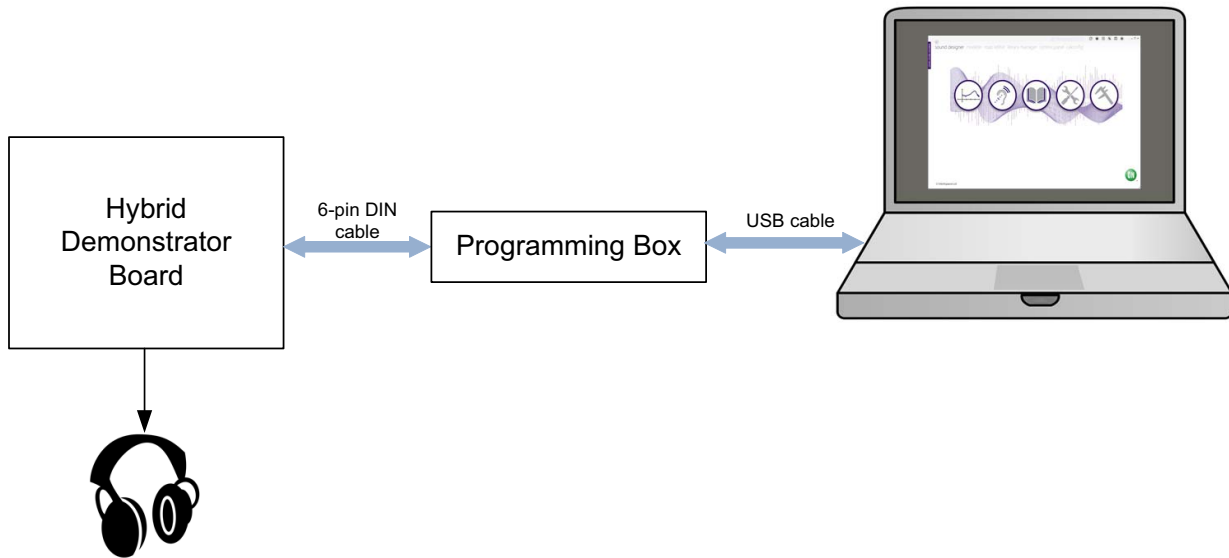 Hybrid
Demonstrator
Board
6-pin DIN
cable
Programming Box
USB cable
sound designer